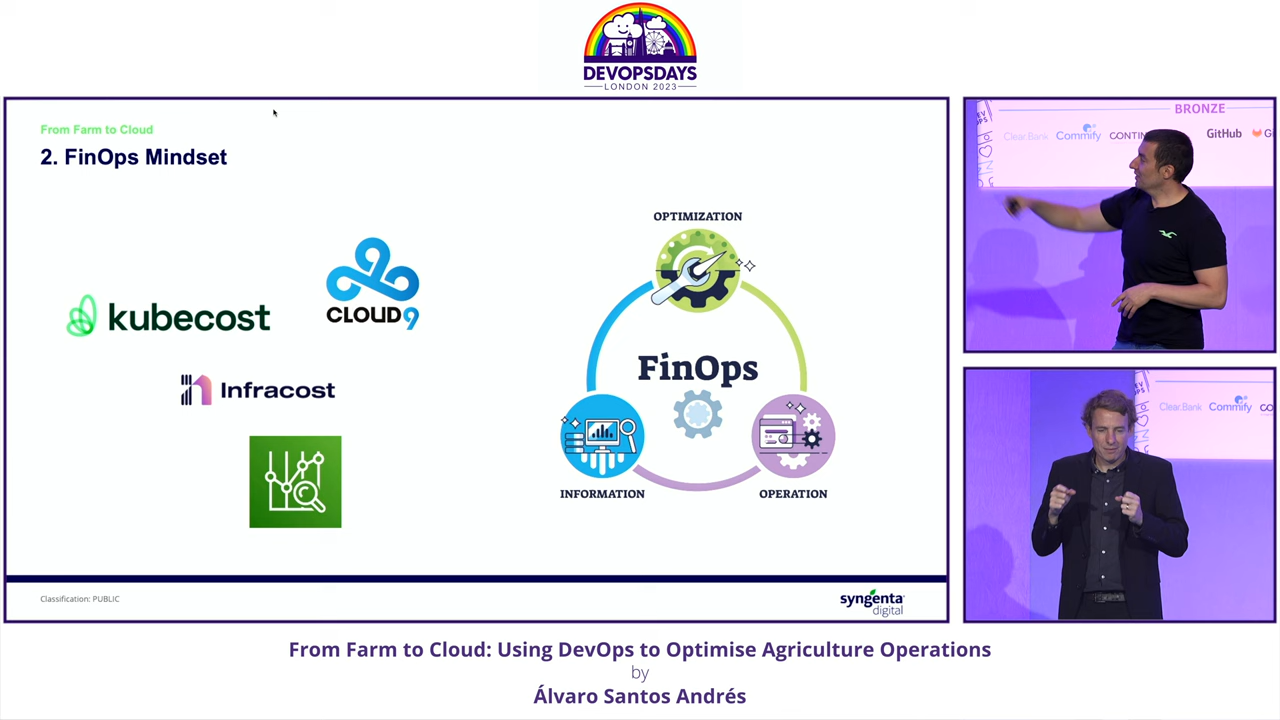 DEVOPSDAYS
LONDON 2023
From Farm to Cloud
2. FinOps Mindset
kubecost
CLOUD9
Infracost
OPTIMIZATION
FinOps
INFORMATION
OPERATION
Classification: PUBLIC
syngenta
digital
BRONZE
Clear.Bank Commify CONTIN GitHub G
Clear.Bank Commify CO
From Farm to Cloud: Using DevOps to Optimise Agriculture Operations
by
Álvaro Santos Andrés